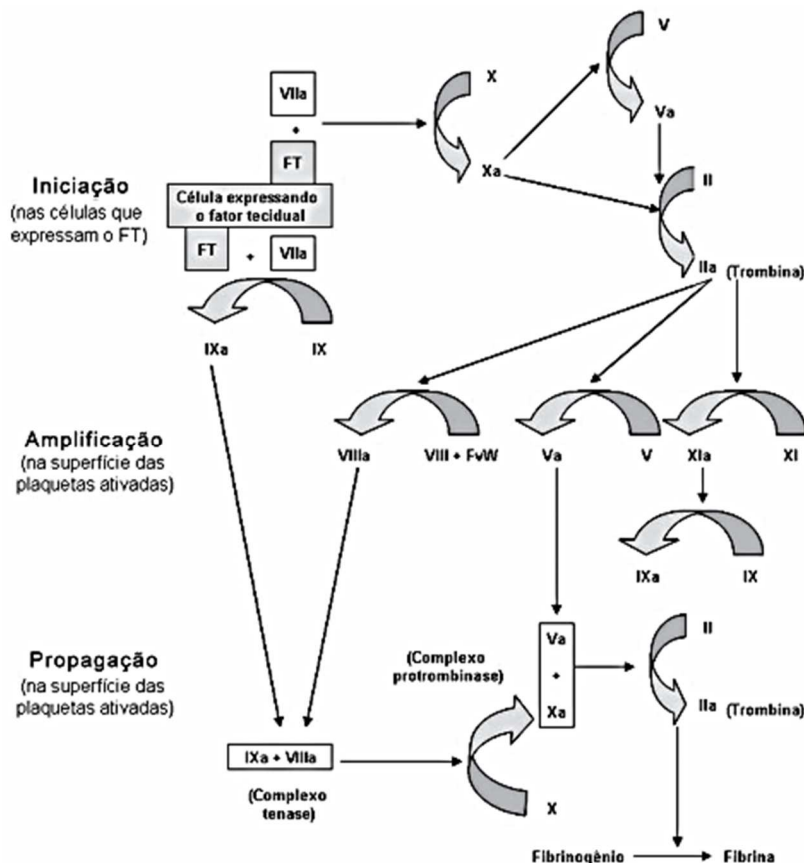 V
VIIa
X
+
Va
FT
Xa
II
Iniciação
(nas células que
expressam o FT)
Célula expressando
o fator tecidual
FT
+
VIIa
IIa (Trombina)
IXa
IX
Amplificação
(na superfície das
plaquetas ativadas)
VIIIa
VIII + FvW
Va
V
XIa
XI
IXa
IX
Propagação
(na superfície das
plaquetas ativadas)
(Complexo
protrombinase)
Va
+
Xa
II
IIa (Trombina)
IXa + VIIIa
(Complexo
tenase)
X
Fibrinogênio
Fibrina